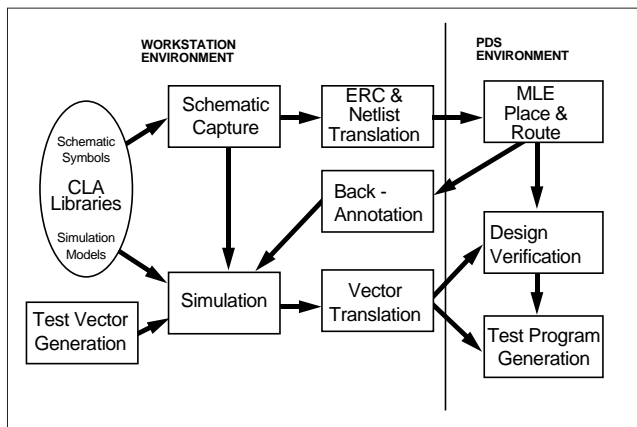 WORKSTATION
ENVIRONMENT
PDS
ENVIRONMENT
Schematic
Capture
ERC &
Netlist
Translation
MLE
Place &
Route
Schematic
Symbols
CLA
Libraries
Simulation
Models
Back -
Annotation
Design
Verification
Simulation
Vector
Translation
Test Vector
Generation
Test Program
Generation